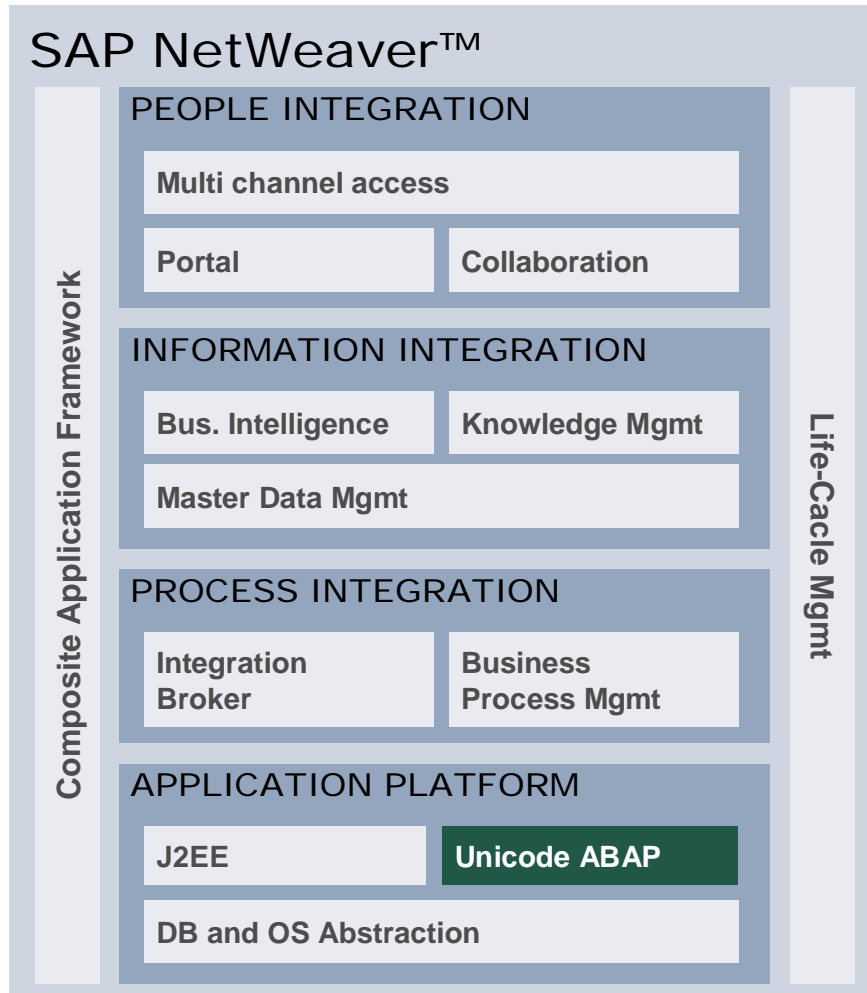 SAP NetWeaver™
Composite Application Framework
PEOPLE INTEGRATION
Multi channel access
Portal
Collaboration
INFORMATION INTEGRATION
Bus. Intelligence
Knowledge Mgmt
Master Data Mgmt
PROCESS INTEGRATION
Integration
Broker
Business
Process Mgmt
APPLICATION PLATFORM
J2EE
Unicode ABAP
DB and OS Abstraction
Life-Cacle Mgmt